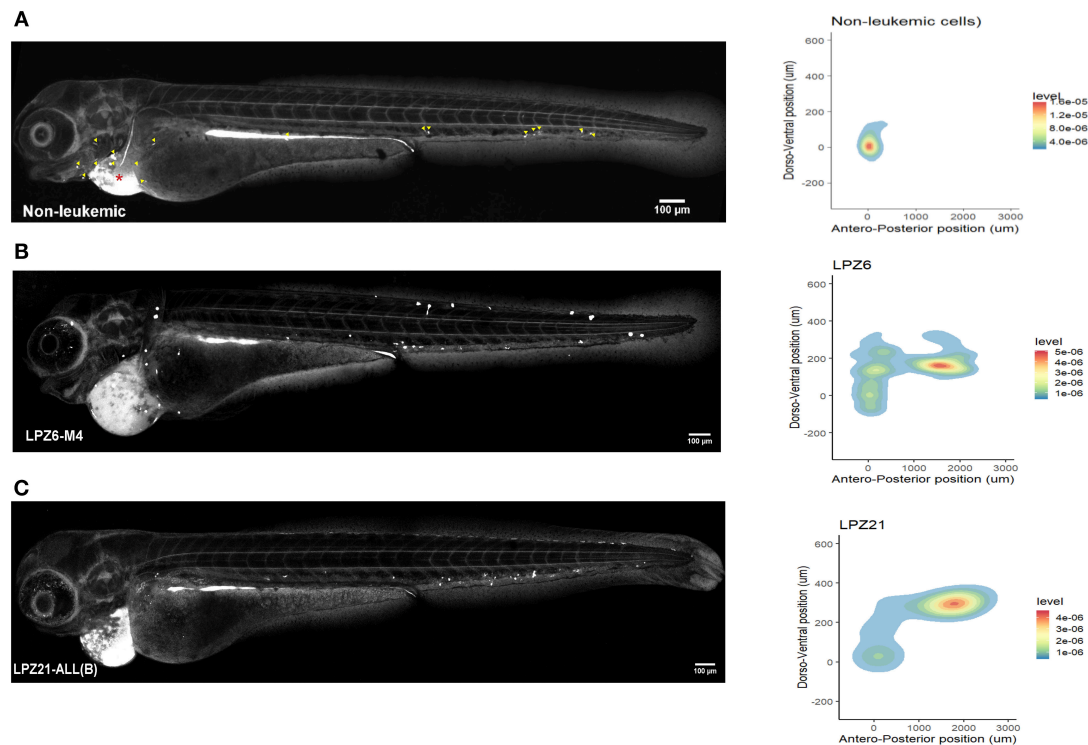 A
Non-leukemic
100 µm
Non-leukemic cells)
600
400
200
0
-200
Dorso-Ventral position (um)
0
1000
2000
3000
Antero-Posterior position (um)
level
1.6e-05
1.2e-05
8.0e-06
4.0e-06
B
LPZ6-M4
100 µm
LPZ6
600
400
200
0
-200
Dorso-Ventral position (um)
0
1000
2000
3000
Antero-Posterior position (um)
level
5e-06
4e-06
3e-06
2e-06
1e-06
C
LPZ21-ALL(B)
100 µm
LPZ21
600
400
200
0
-200
Dorso-Ventral position (um)
0
1000
2000
3000
Antero-Posterior position (um)
level
4e-06
3e-06
2e-06
1e-06